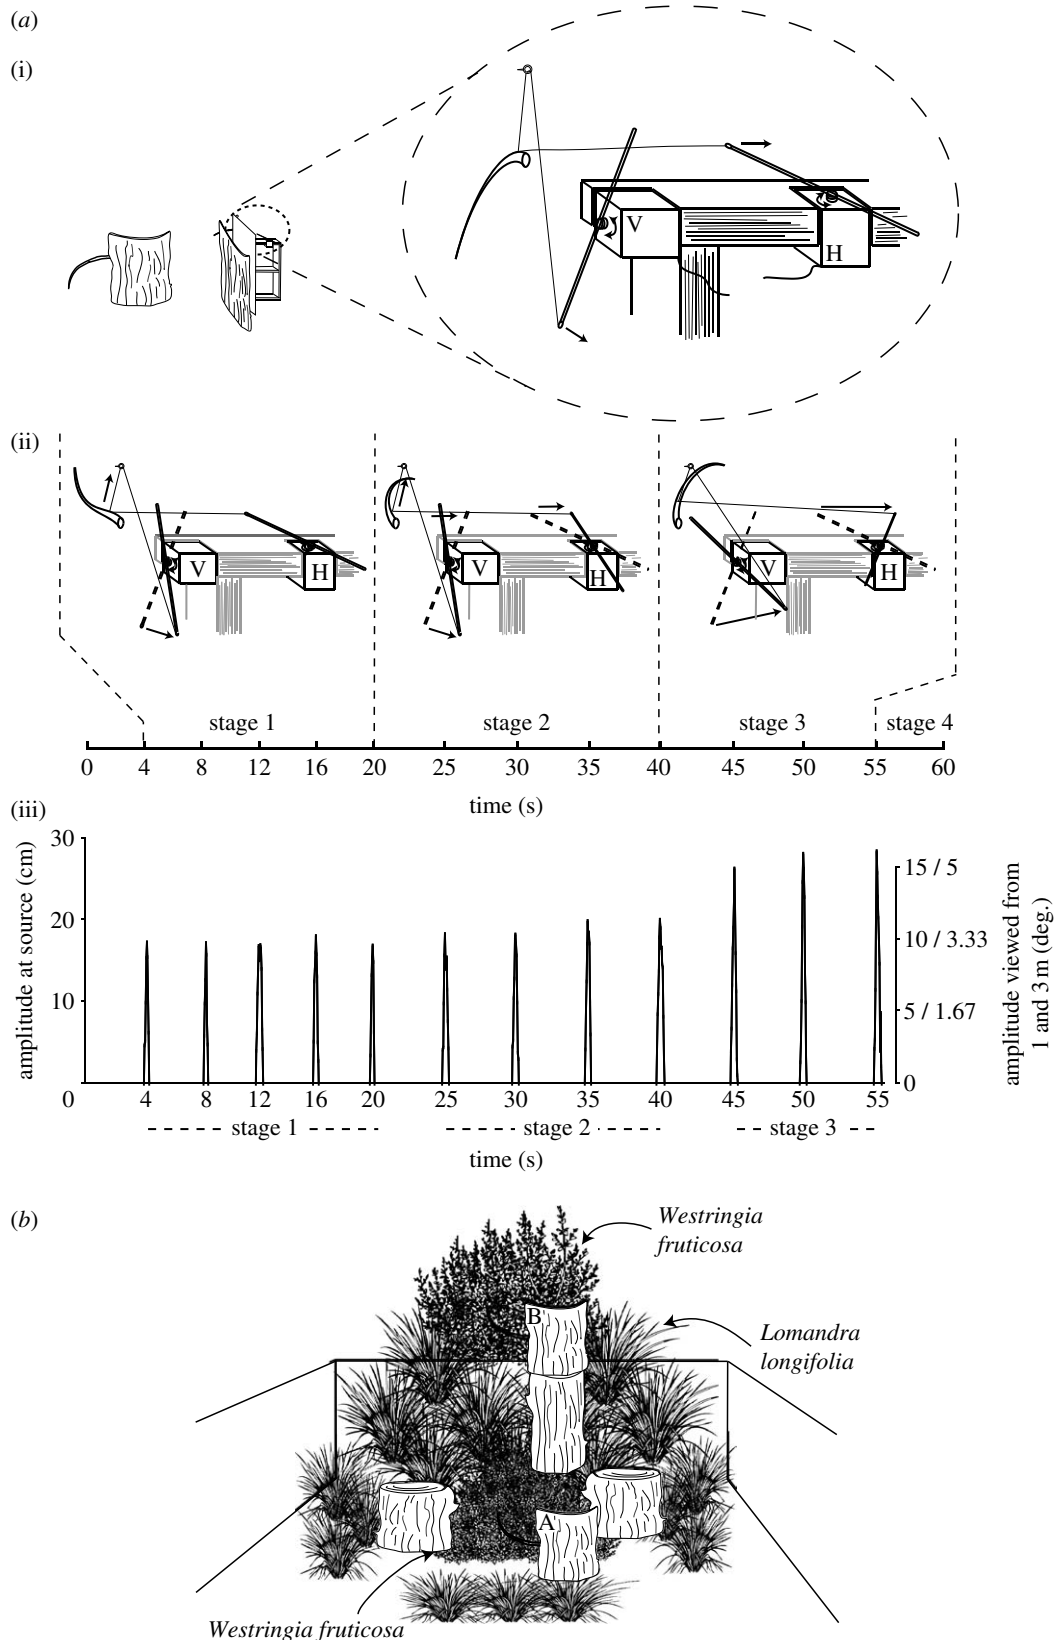 (a)
(i)
V
H
(ii)
V
H
V
H
V
H
stage 1
stage 2
stage 3
stage 4
0 4 8 12 16 20 25 30 35 40 45 50 55 60
time (s)
(iii)
amplitude at source (cm)
30
20
10
0
15 / 5
10 / 3.33
5 / 1.67
0
amplitude viewed from
1 and 3 m (deg.)
0 4 8 12 16 20 25 30 35 40 45 50 55
stage 1
stage 2
stage 3
time (s)
(b)
Westringia
fruticosa
B
Lomandra
longifolia
A
Westringia fruticosa